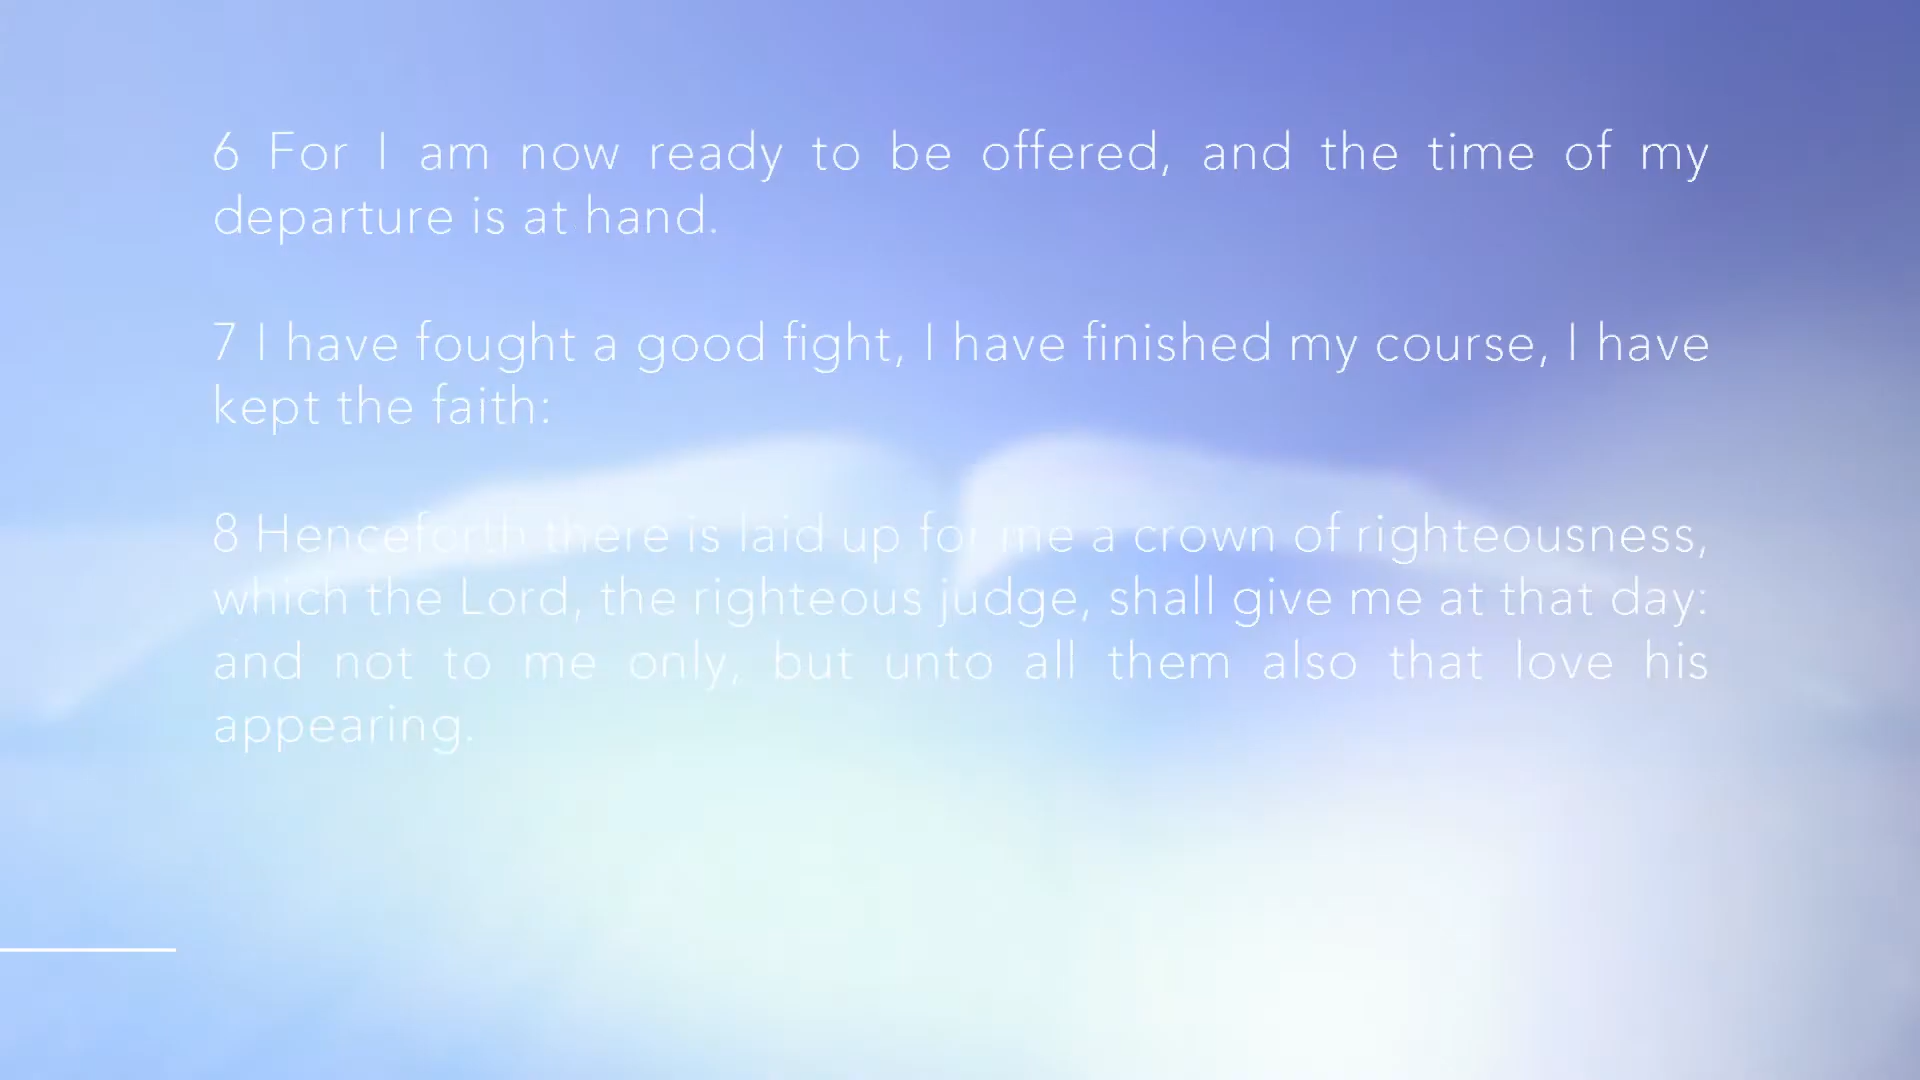 6 For I am now ready to be offered, and the time of my
departure is at hand.
7 I have fought a good fight, I have finished my course, I have
kept the faith:
8 Henceforth there is laid up for me a crown of righteousness,
which the Lord, the righteous judge, shall give me at that day:
and not to me only, but unto all them also that love his
appearing.